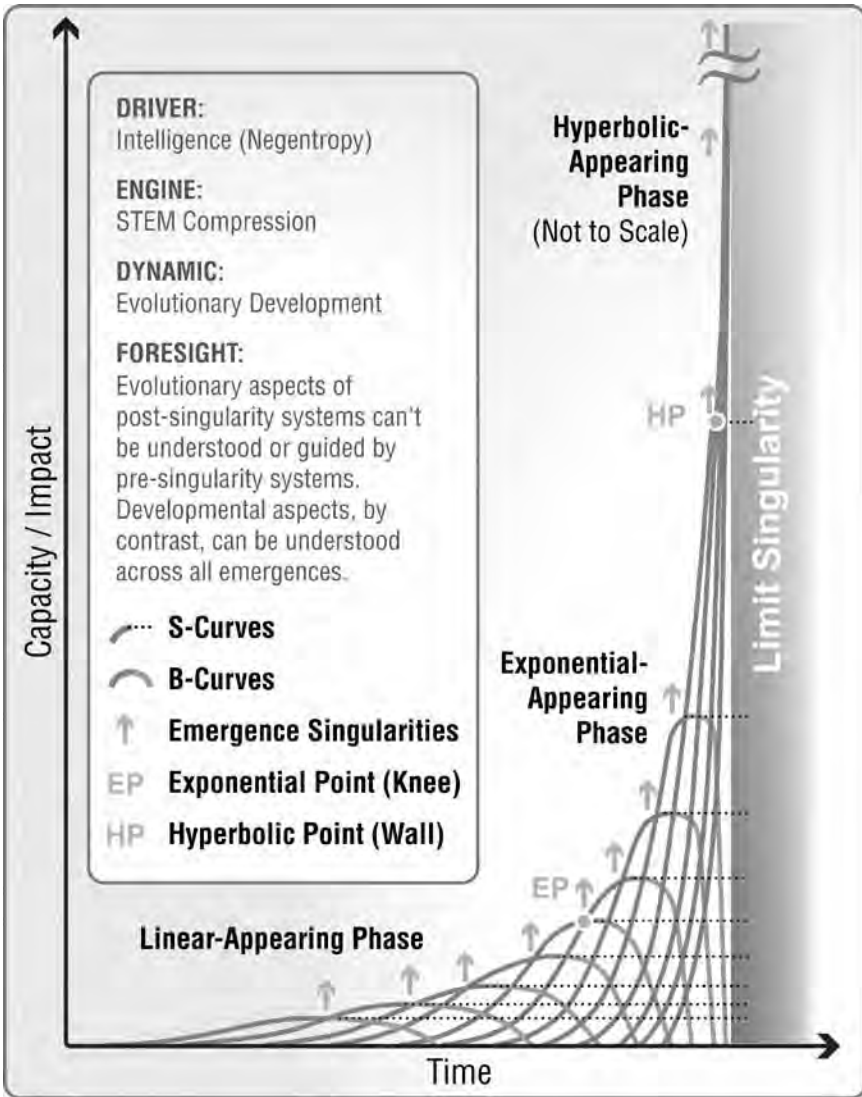 Capacity / Impact
DRIVER:
Intelligence (Negentropy)
ENGINE:
STEM Compression
DYNAMIC:
Evolutionary Development
FORESIGHT:
Evolutionary aspects of
post-singularity systems can't
be understood or guided by
pre-singularity systems.
Developmental aspects, by
contrast, can be understood
across all emergences.
S-Curves
B-Curves
Emergence Singularities
EP Exponential Point (Knee)
HP Hyperbolic Point (Wall)
Hyperbolic-
Appearing
Phase
(Not to Scale)
HP
Limit Singularity
Exponential-
Appearing
Phase
EP
Linear-Appearing Phase
Time